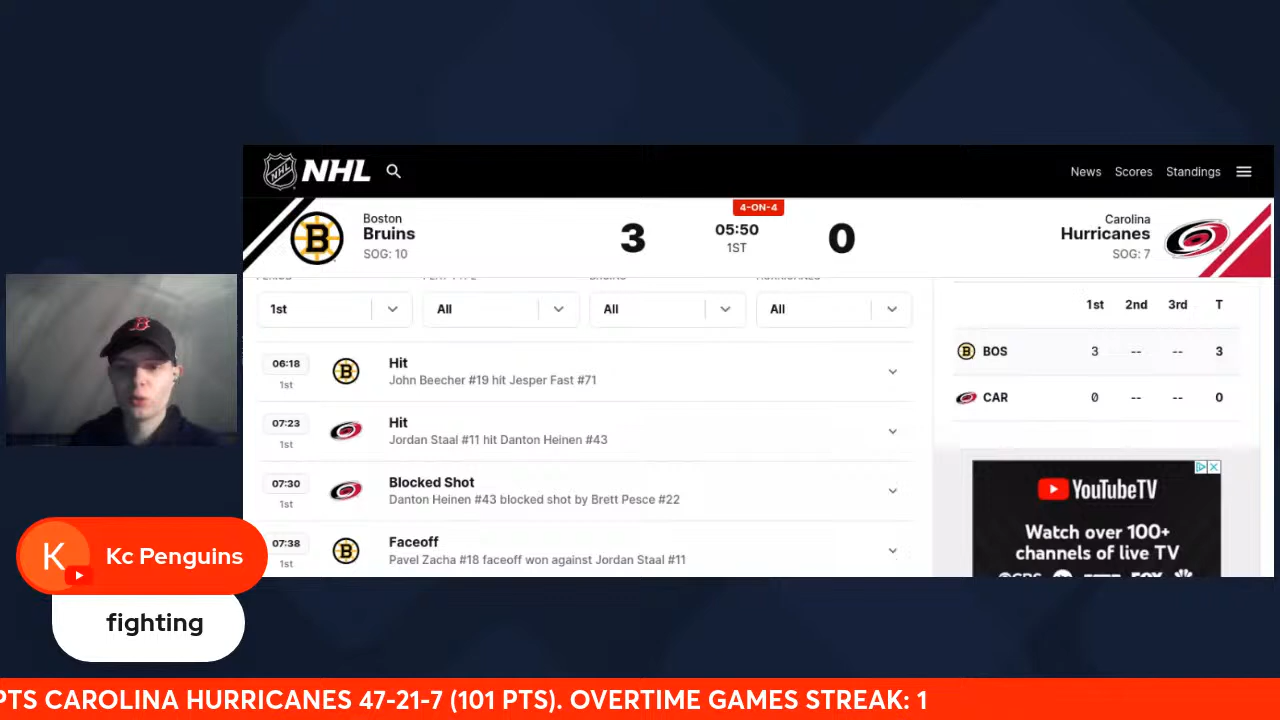 NHL
News Scores Standings
4-ON-4
Boston
Bruins
SOG: 10
3
05:50
1ST
0
Carolina
Hurricanes
SOG: 7
1st All All All
1st 2nd 3rd T
BOS 3 -- -- 3
CAR 0 -- -- 0
06:18
1st
Hit
John Beecher #19 hit Jesper Fast #71
07:23
1st
Hit
Jordan Staal #11 hit Danton Heinen #43
07:30
1st
Blocked Shot
Danton Heinen #43 blocked shot by Brett Pesce #22
07:38
1st
Faceoff
Pavel Zacha #18 faceoff won against Jordan Staal #11
YouTubeTV
Watch over 100+
channels of live TV
K Kc Penguins
fighting
PTS CAROLINA HURRICANES 47-21-7 (101 PTS). OVERTIME GAMES STREAK: 1